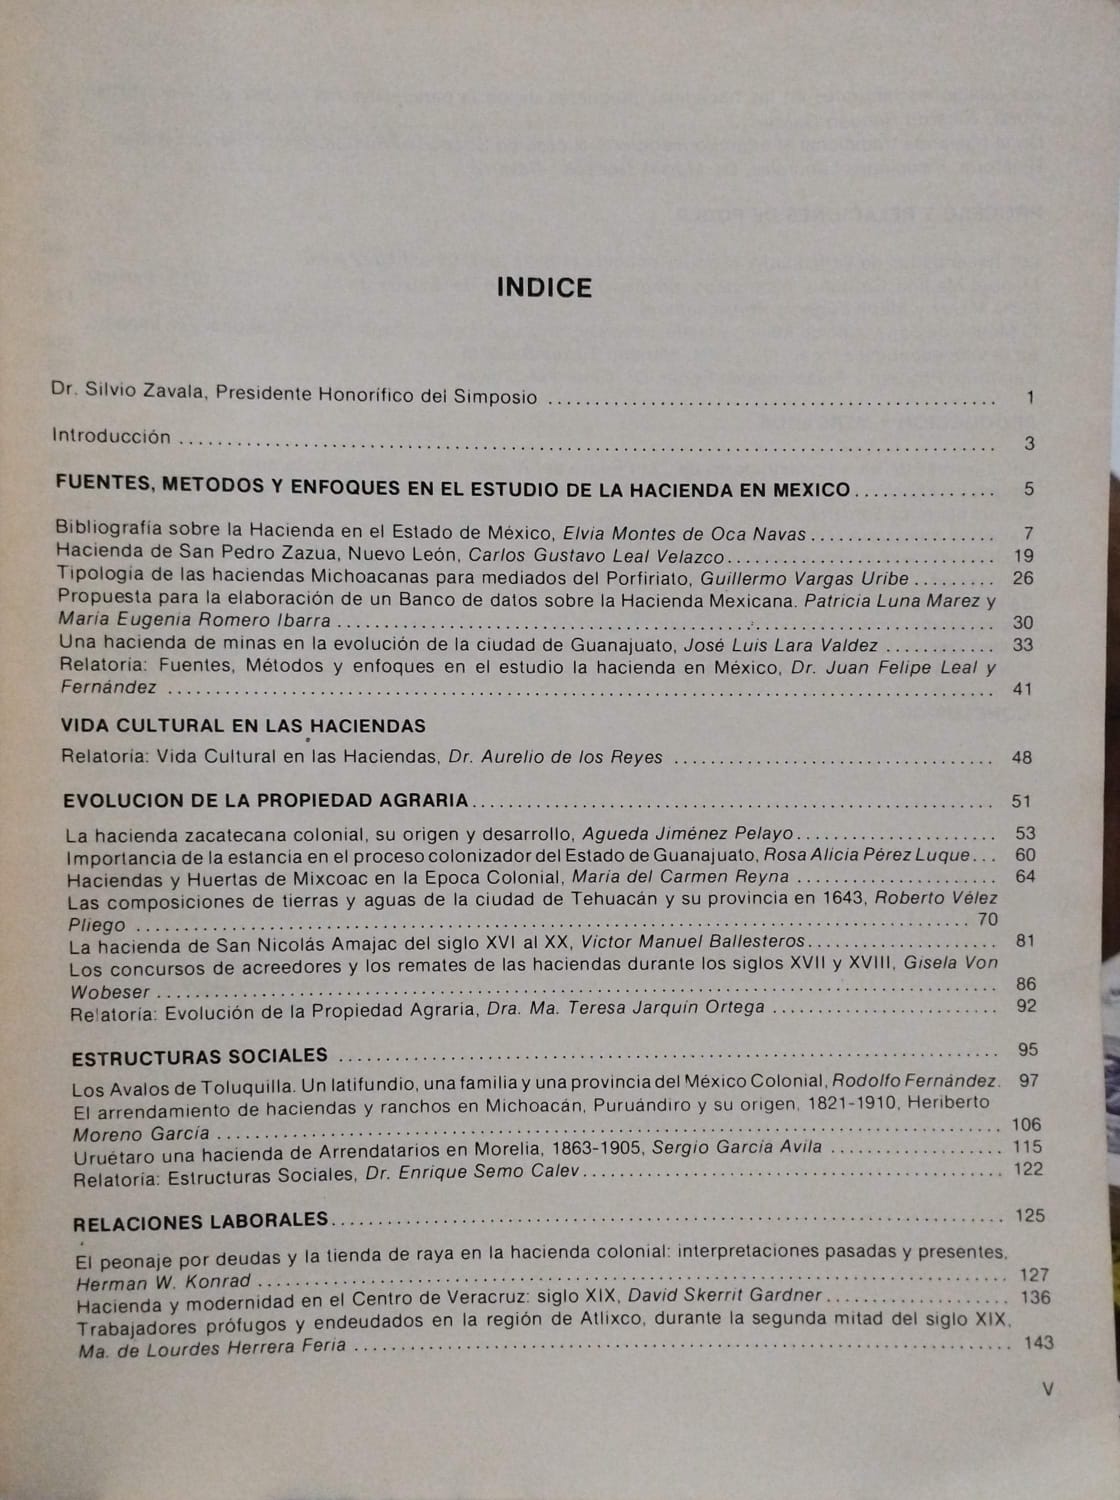 INDICE
Dr. Silvio Zavala, Presidente Honorífico del Simposio ................................................ 1
Introducción ................................................ 3
FUENTES, METODOS Y ENFOQUES EN EL ESTUDIO DE LA HACIENDA EN MEXICO............... 5
Bibliografía sobre la Hacienda en el Estado de México, Elvia Montes de Oca Navas.................... 7
Hacienda de San Pedro Zazua, Nuevo León, Carlos Gustavo Leal Velazco............................. 19
Tipología de las haciendas Michoacanas para mediados del Porfiriato, Guillermo Vargas Uribe......... 26
Propuesta para la elaboración de un Banco de datos sobre la Hacienda Mexicana. Patricia Luna Marez y
María Eugenia Romero Ibarra ................................................ 30
Una hacienda de minas en la evolución de la ciudad de Guanajuato, José Luis Lara Valdez ............ 33
Relatoría: Fuentes, Métodos y enfoques en el estudio la hacienda en México, Dr. Juan Felipe Leal y
Fernández ................................................ 41
VIDA CULTURAL EN LAS HACIENDAS
Relatoría: Vida Cultural en las Haciendas, Dr. Aurelio de los Reyes .................................. 48
EVOLUCION DE LA PROPIEDAD AGRARIA................................................ 51
La hacienda zacatecana colonial, su origen y desarrollo, Agueda Jiménez Pelayo...................... 53
Importancia de la estancia en el proceso colonizador del Estado de Guanajuato, Rosa Alicia Pérez Luque... 60
Haciendas y Huertas de Mixcoac en la Epoca Colonial, María del Carmen Reyna ...................... 64
Las composiciones de tierras y aguas de la ciudad de Tehuacán y su provincia en 1643, Roberto Vélez
Pliego ................................................ 70
La hacienda de San Nicolás Amajac del siglo XVI al XX, Víctor Manuel Ballesteros.................... 81
Los concursos de acreedores y los remates de las haciendas durante los siglos XVII y XVIII, Gisela Von
Wobeser ................................................ 86
Relatoría: Evolución de la Propiedad Agraria, Dra. Ma. Teresa Jarquín Ortega ........................ 92
ESTRUCTURAS SOCIALES ................................................ 95
Los Avalos de Toluquilla. Un latifundio, una familia y una provincia del México Colonial, Rodolfo Fernández. 97
El arrendamiento de haciendas y ranchos en Michoacán, Puruándiro y su origen, 1821-1910, Heriberto
Moreno García ................................................ 106
Uruétaro una hacienda de Arrendatarios en Morelia, 1863-1905, Sergio García Avila .................. 115
Relatoría: Estructuras Sociales, Dr. Enrique Semo Calev............................................. 122
RELACIONES LABORALES................................................ 125
El peonaje por deudas y la tienda de raya en la hacienda colonial: interpretaciones pasadas y presentes,
Herman W. Konrad ................................................ 127
Hacienda y modernidad en el Centro de Veracruz: siglo XIX, David Skerrit Gardner.................... 136
Trabajadores prófugos y endeudados en la región de Atlixco, durante la segunda mitad del siglo XIX,
Ma. de Lourdes Herrera Feria ................................................ 143
V